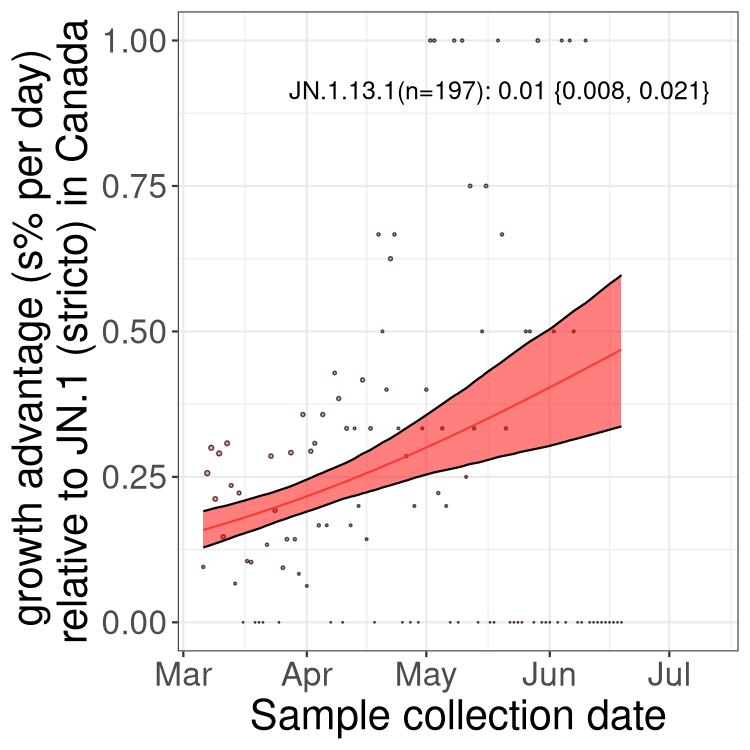 growth advantage (s% per day)
relative to JN.1 (stricto) in Canada
1.00
0.75
0.50
0.25
0.00
JN.1.13.1(n=197): 0.01 {0.008, 0.021}
Mar Apr May Jun Jul
Sample collection date